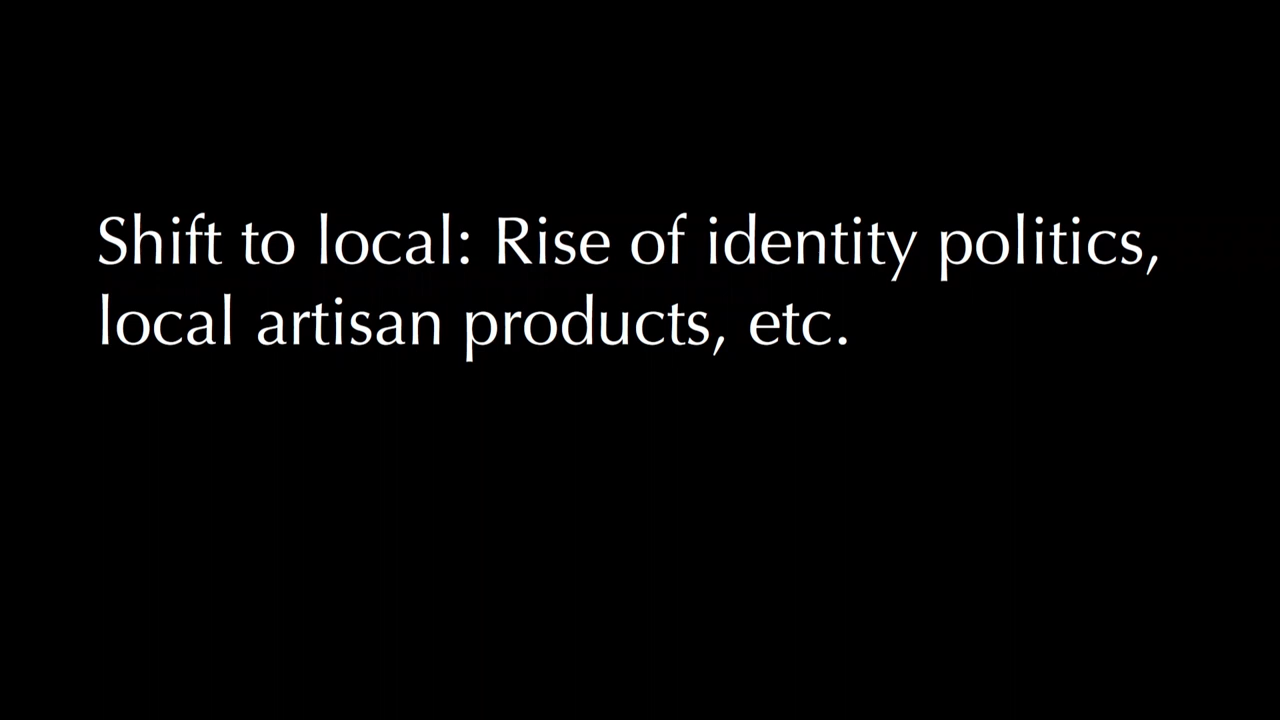 Shift to local: Rise of identity politics,
local artisan products, etc.